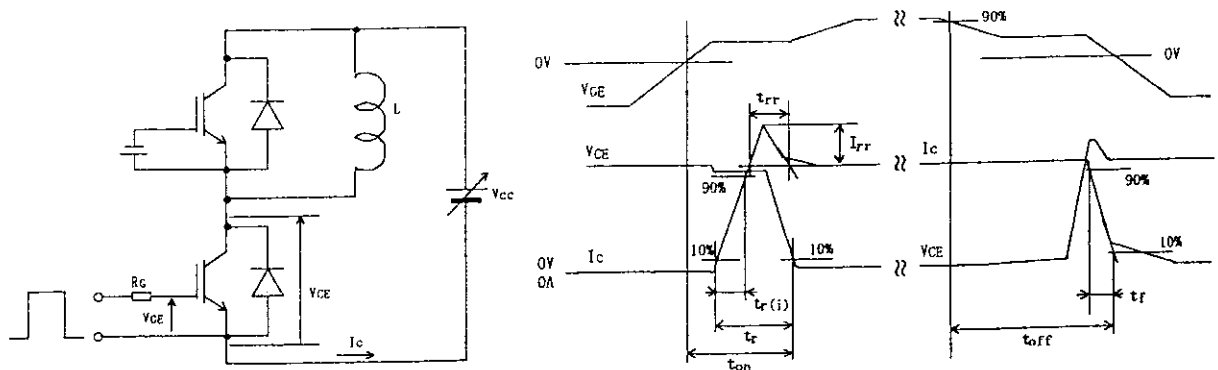 L
VCC
RG
VGE
VCE
Ic
0V
VGE
VCE
Ic
0V
0A
90%
10%
10%
trr
Irr
tr(i)
tr
ton
90%
0V
Ic
VCE
90%
10%
tf
toff